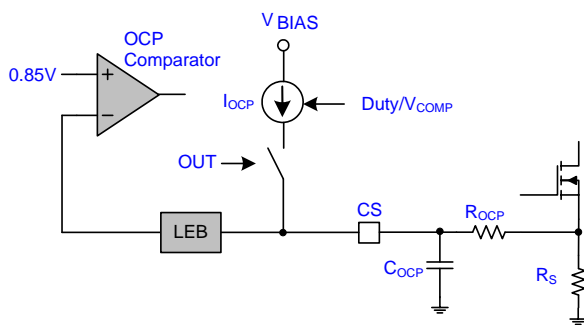 V BIAS
OCP
Comparator
0.85V
+
−
IOCP
Duty/VCOMP
OUT
LEB
CS
ROCP
COCP
RS